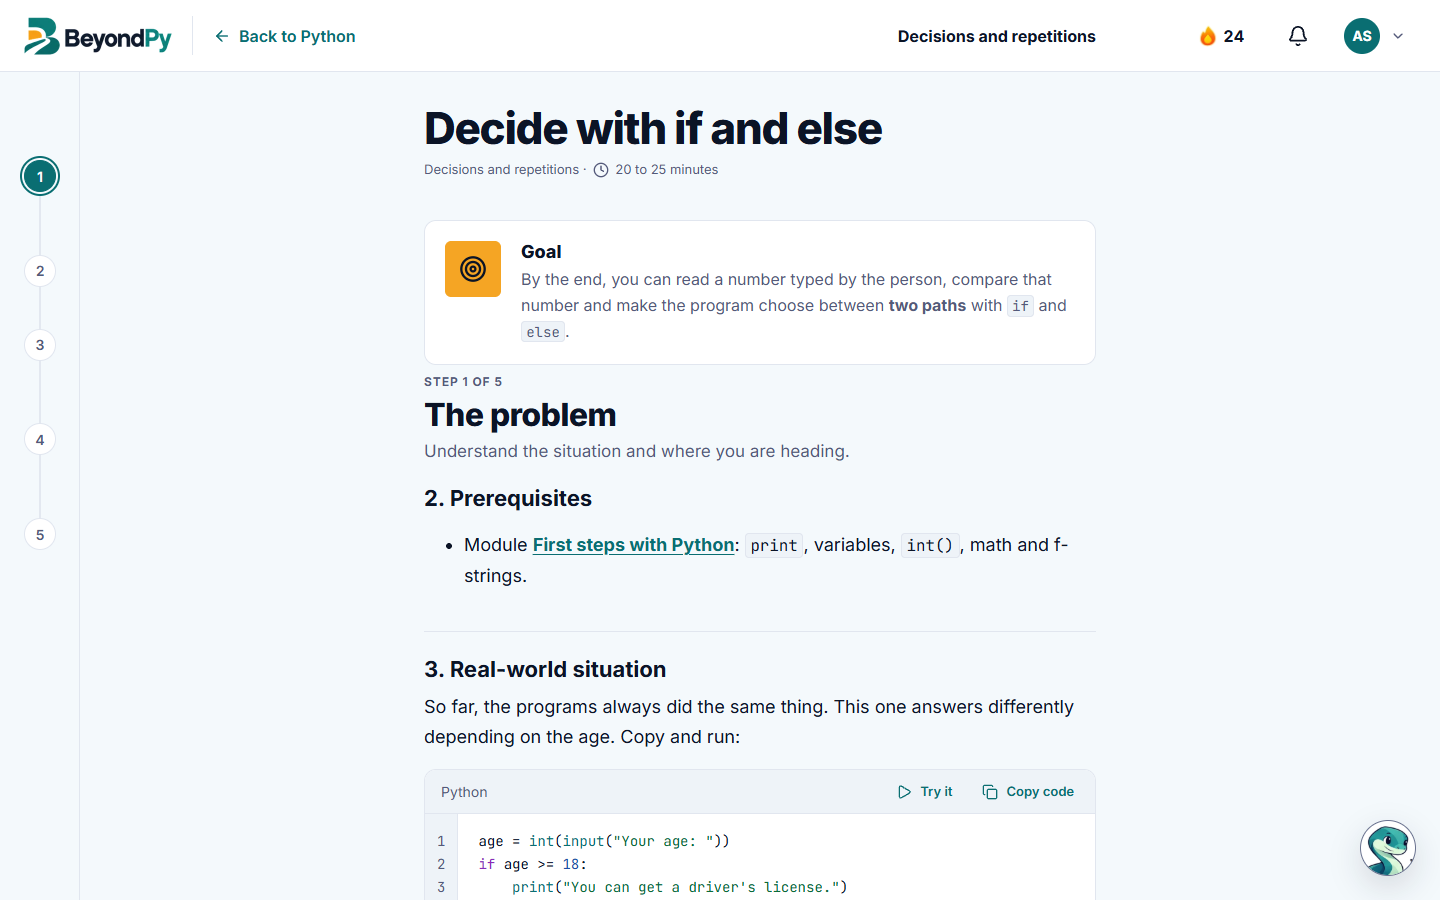 BeyondPy
Back to Python
Decisions and repetitions
24
AS
Decide with if and else
Decisions and repetitions · 20 to 25 minutes
1
2
3
4
5
Goal
By the end, you can read a number typed by the person, compare that
number and make the program choose between two paths with if and
else.
STEP 1 OF 5
The problem
Understand the situation and where you are heading.
2. Prerequisites
• Module First steps with Python: print, variables, int(), math and f-
strings.
3. Real-world situation
So far, the programs always did the same thing. This one answers differently
depending on the age. Copy and run:
Python
Try it
Copy code
1 age = int(input("Your age: "))
2 if age >= 18:
3     print("You can get a driver's license.")